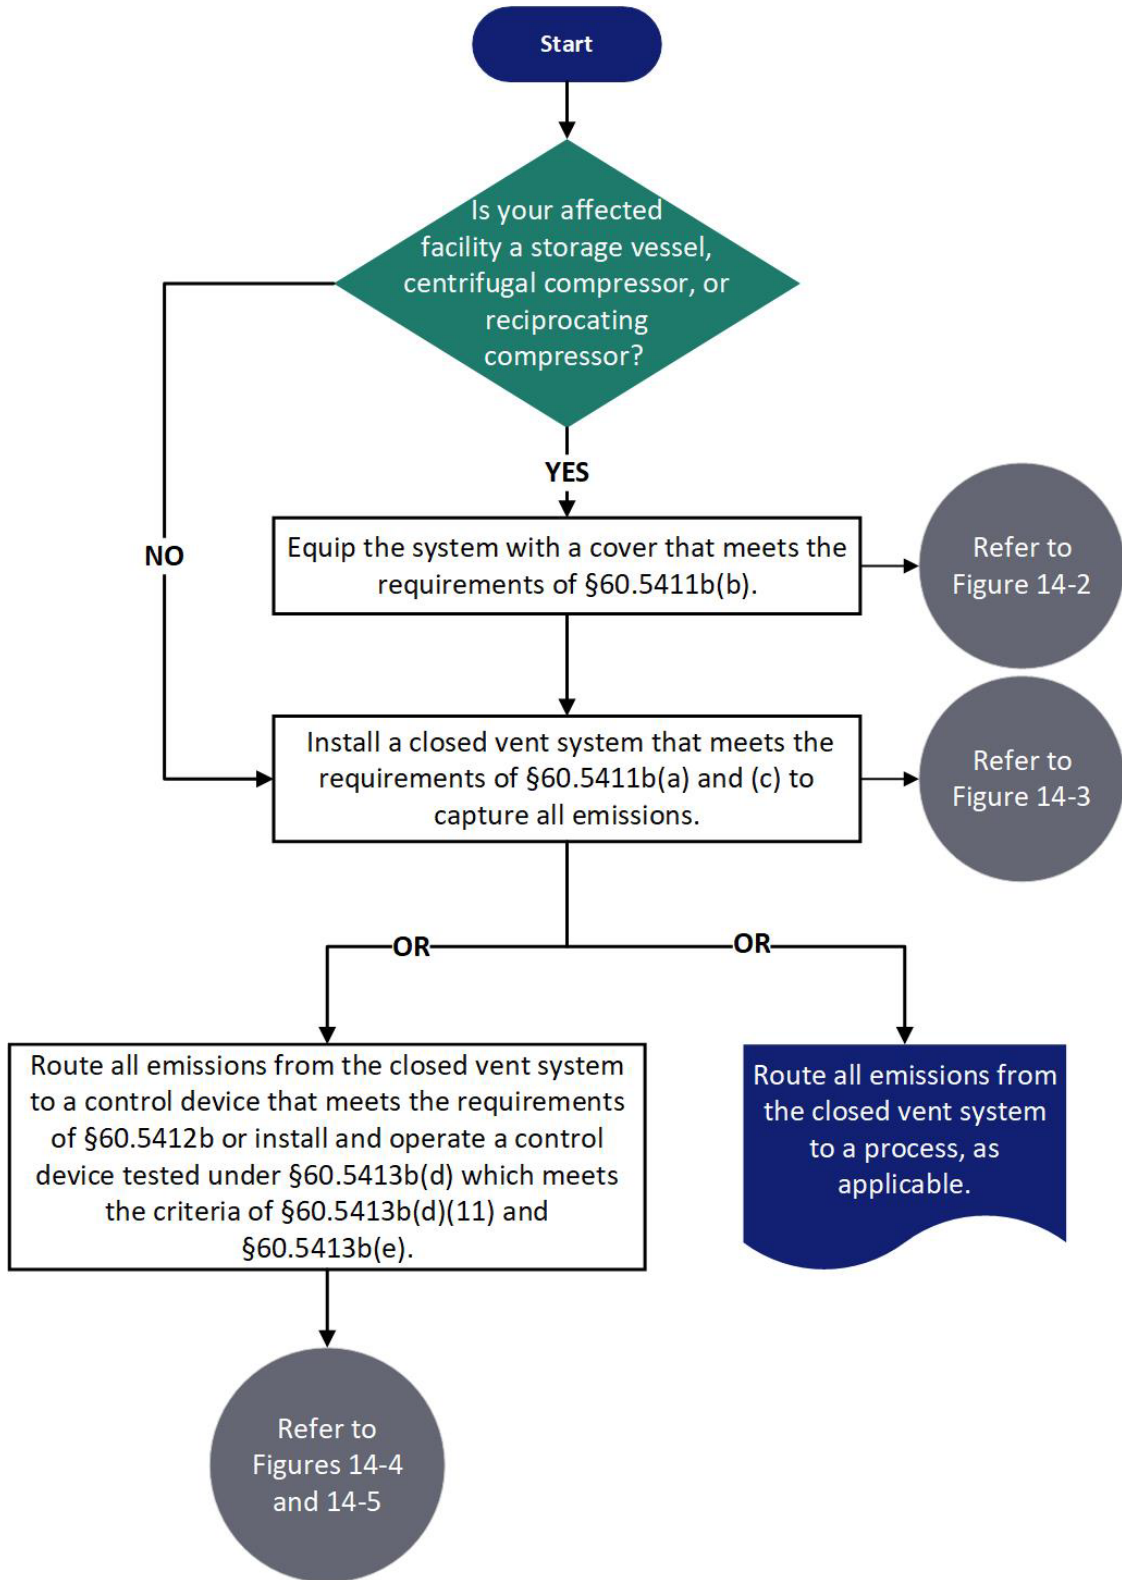 Start
Is your affected
facility a storage vessel,
centrifugal compressor, or
reciprocating
compressor?
YES
NO
Equip the system with a cover that meets the
requirements of §60.5411b(b).
Refer to
Figure 14-2
Install a closed vent system that meets the
requirements of §60.5411b(a) and (c) to
capture all emissions.
Refer to
Figure 14-3
OR
OR
Route all emissions from the closed vent system
to a control device that meets the requirements
of §60.5412b or install and operate a control
device tested under §60.5413b(d) which meets
the criteria of §60.5413b(d)(11) and
§60.5413b(e).
Route all emissions from
the closed vent system
to a process, as
applicable.
Refer to
Figures 14-4
and 14-5